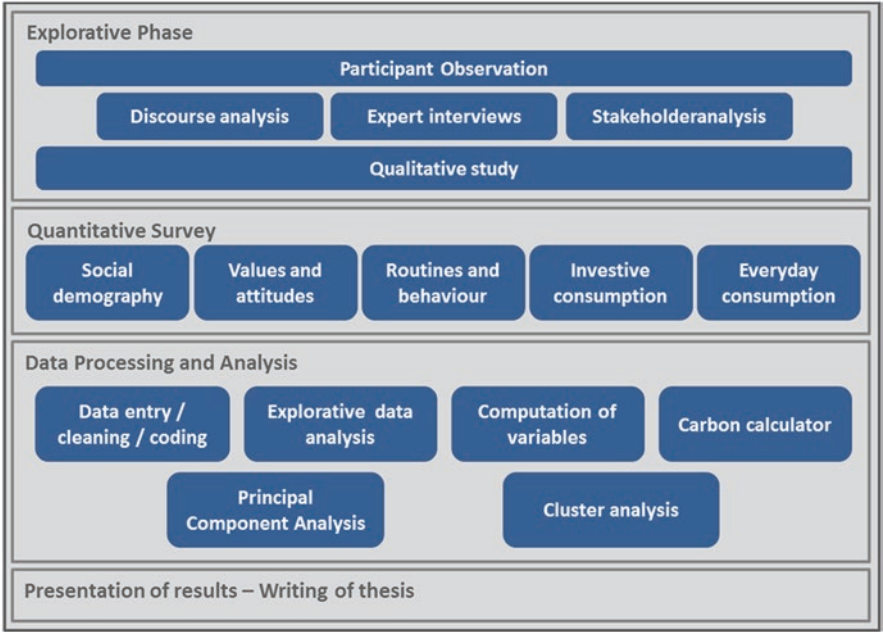 Explorative Phase
Participant Observation
Discourse analysis
Expert interviews
Stakeholderanalysis
Qualitative study
Quantitative Survey
Social
demography
Values and
attitudes
Routines and
behaviour
Investive
consumption
Everyday
consumption
Data Processing and Analysis
Data entry /
cleaning / coding
Explorative data
analysis
Computation of
variables
Carbon calculator
Principal
Component Analysis
Cluster analysis
Presentation of results – Writing of thesis